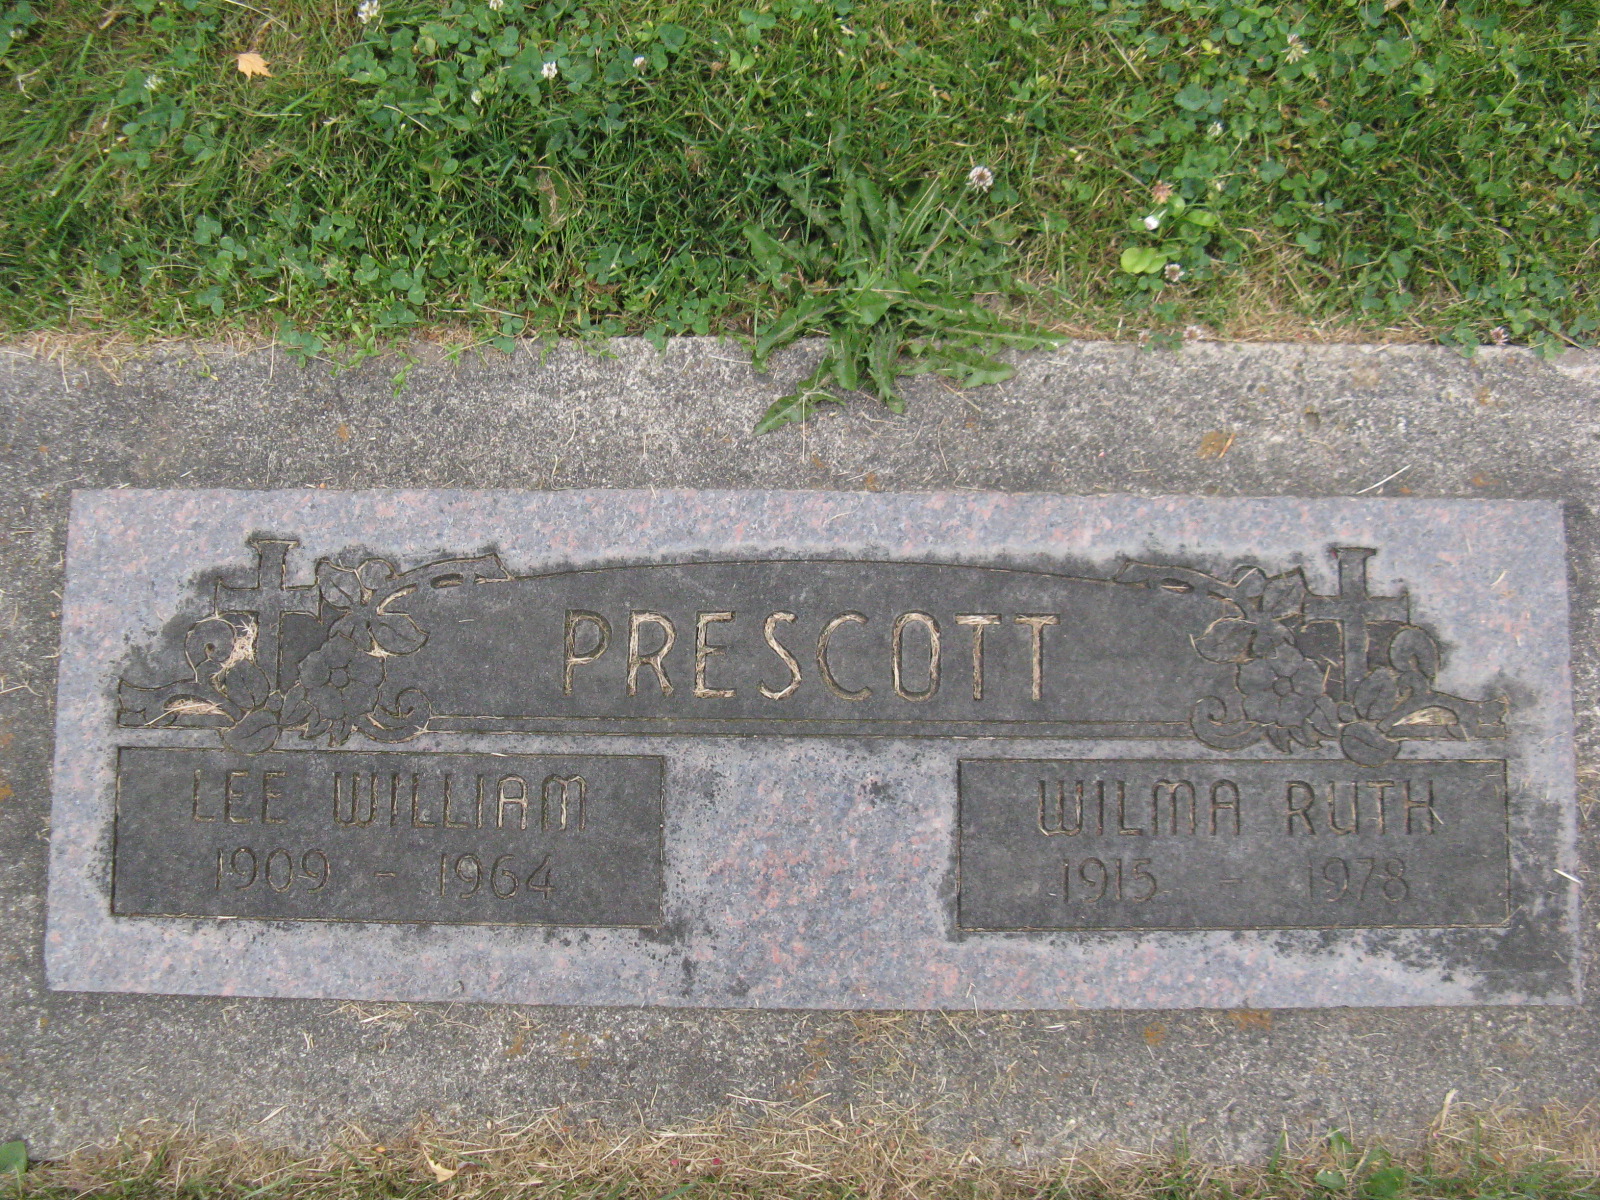 PRESCOTT
LEE WILLIAM
1909 - 1964
WILMA RUTH
1915 - 1978